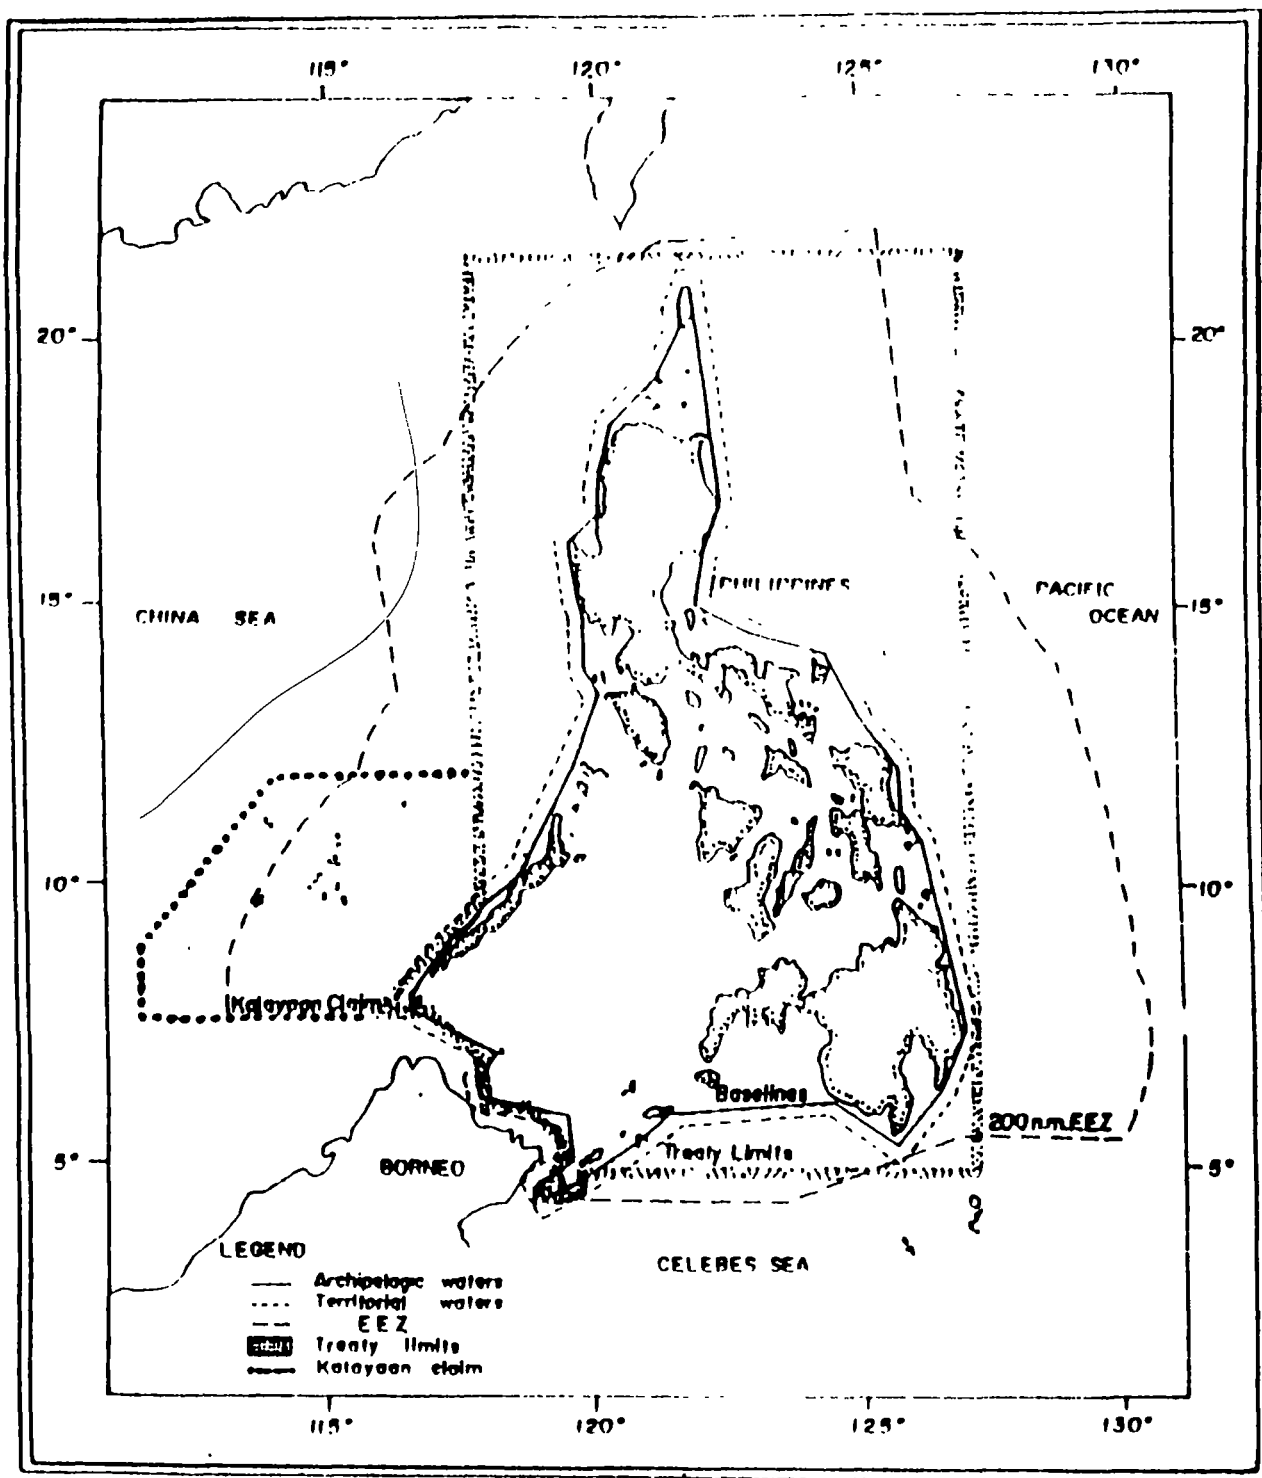 115° 120° 125° 130°
20° 20°
15° 15°
PHILIPPINES
PACIFIC
OCEAN
CHINA SEA
10° 10°
Kalayaan Claims
Baselines
200 n.m. EEZ
Treaty Limits
5° 5°
BORNEO
CELEBES SEA
LEGEND
Archipelagic waters
Territorial waters
EEZ
Treaty limits
Kalayaan claim
115° 120° 125° 130°